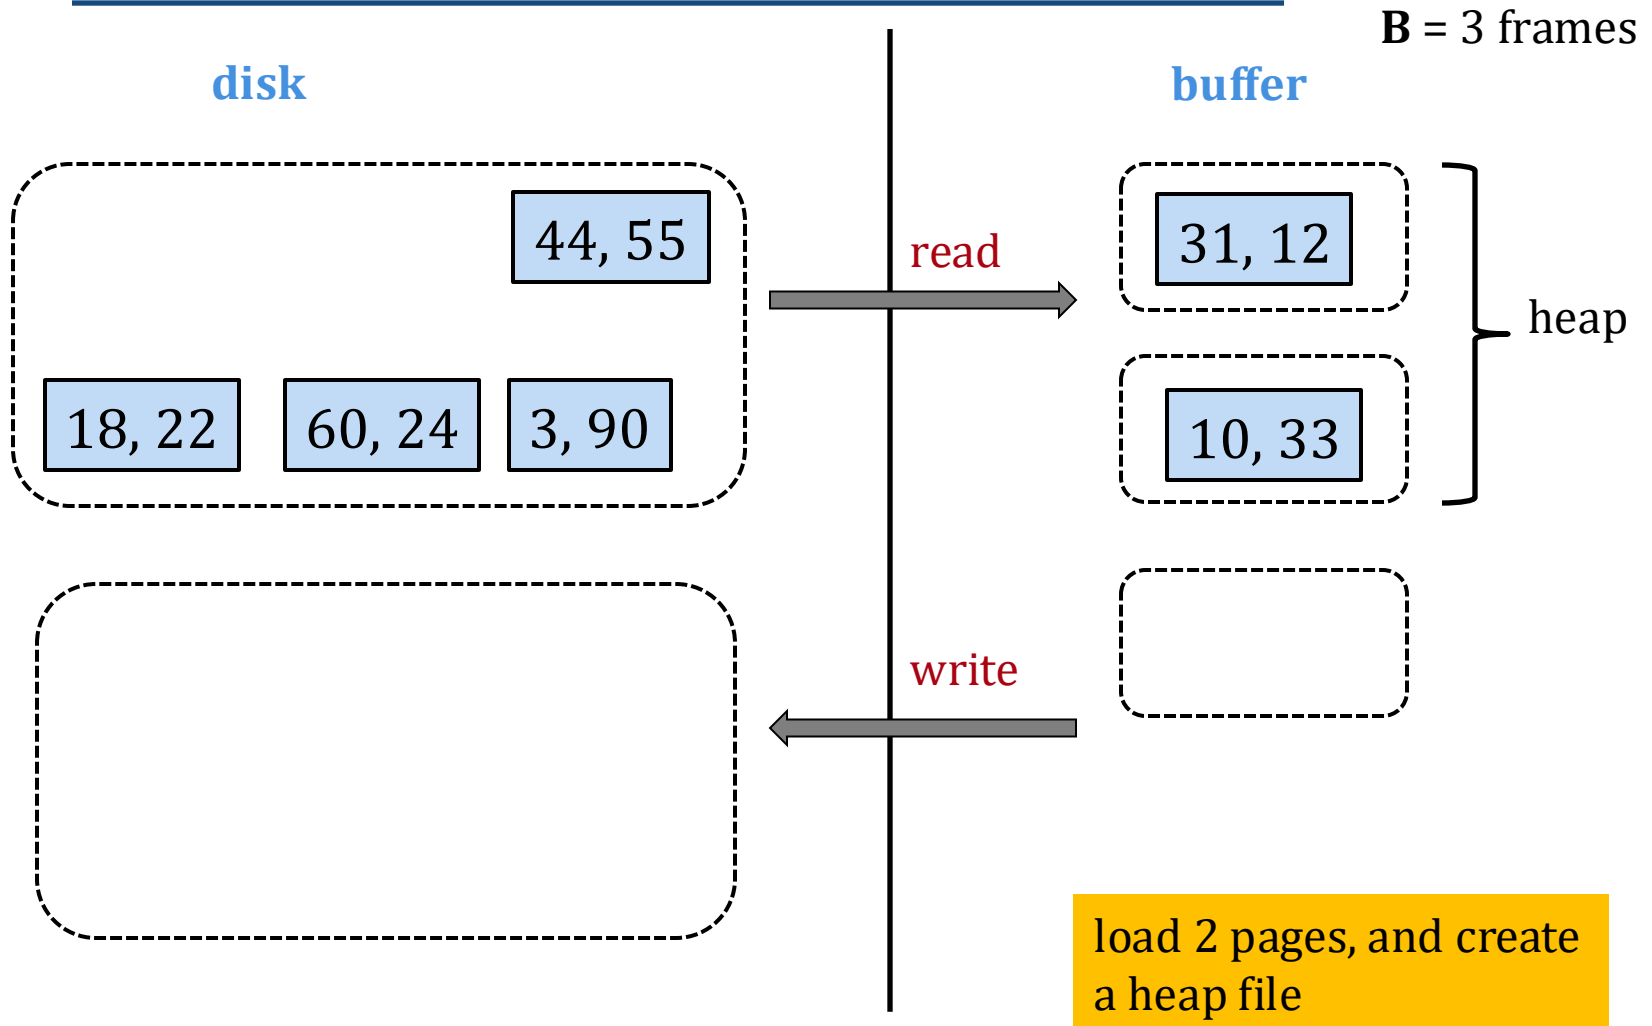 B = 3 frames
disk
buffer
44, 55
31, 12
read
heap
18, 22
60, 24
3, 90
10, 33
write
load 2 pages, and create
a heap file